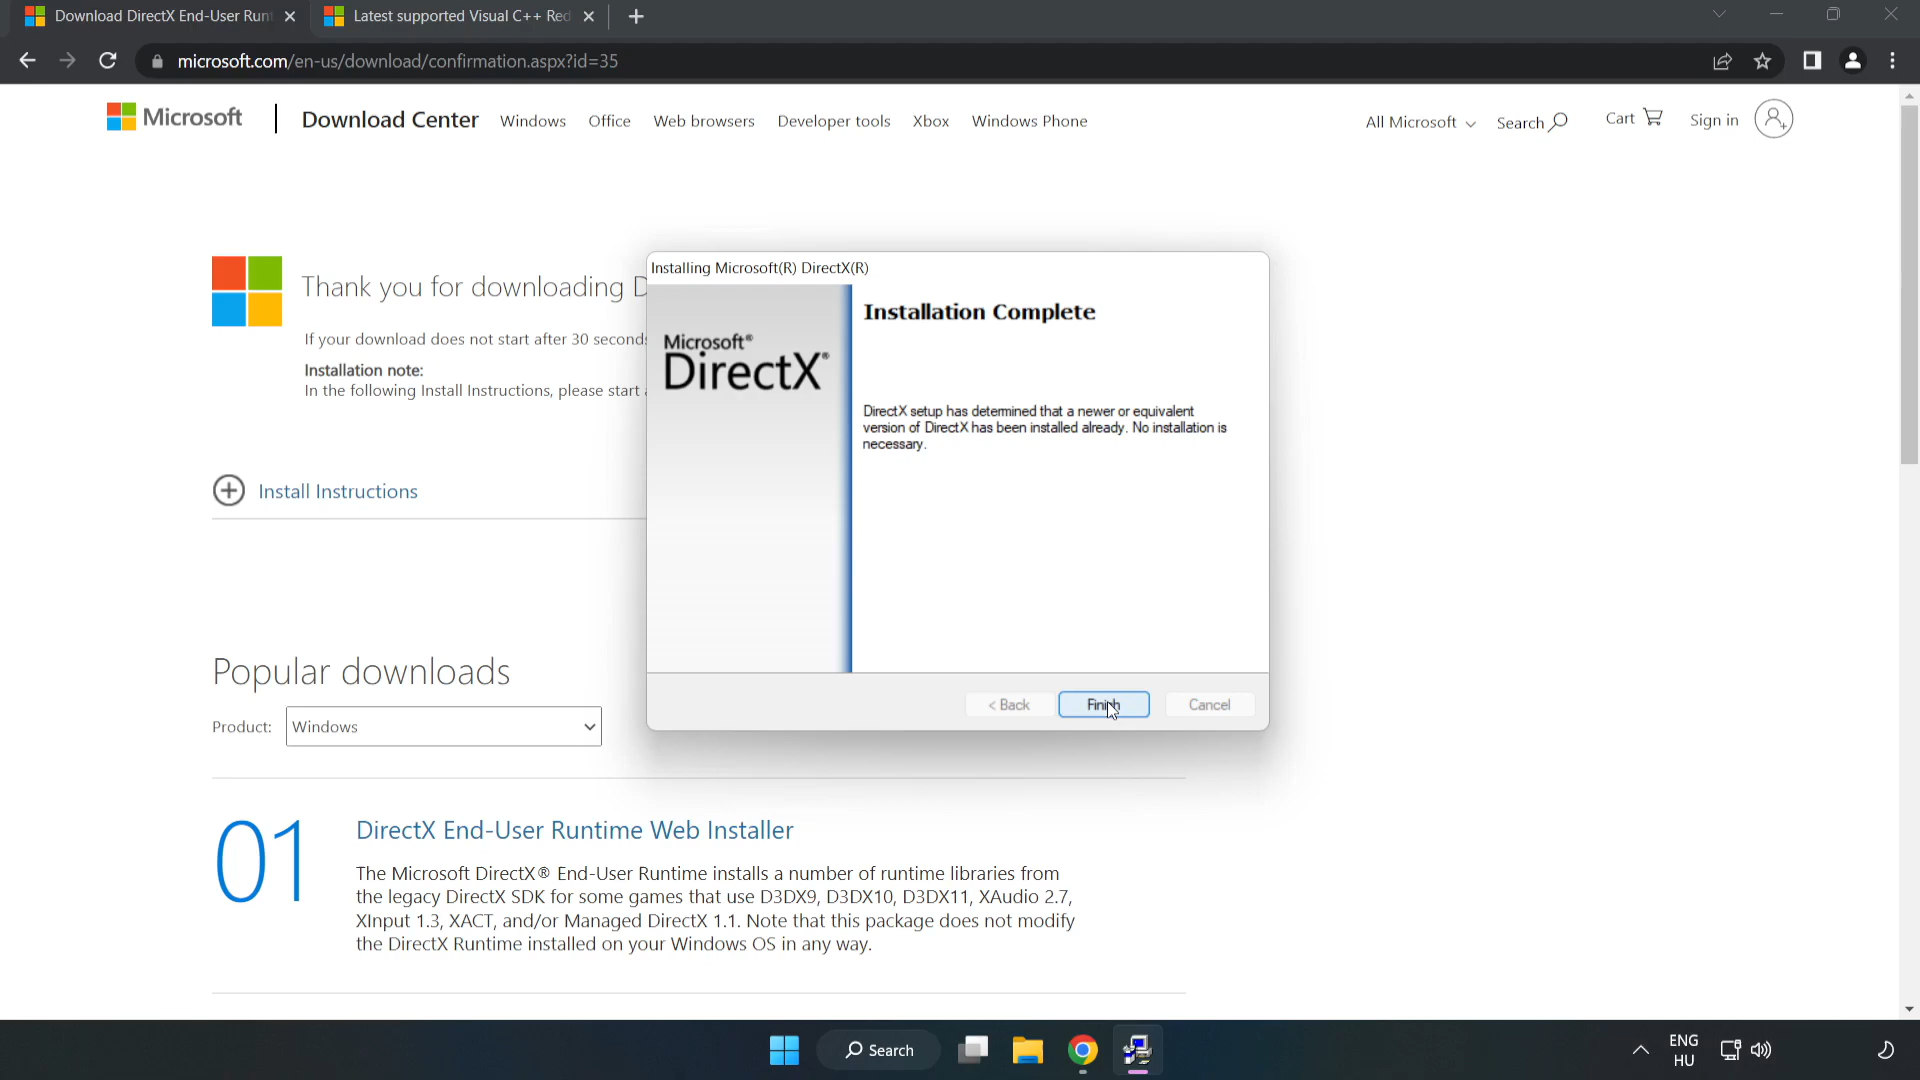 Download DirectX End-User Runt
Latest supported Visual C++ Red
microsoft.com/en-us/download/confirmation.aspx?id=35
Microsoft
Download Center
Windows
Office
Web browsers
Developer tools
Xbox
Windows Phone
All Microsoft
Search
Cart
Sign in
Thank you for downloading D
If your download does not start after 30 seconds
Installation note:
In the following Install Instructions, please start a
Install Instructions
Installing Microsoft(R) DirectX(R)
Microsoft®
DirectX®
Installation Complete
DirectX setup has determined that a newer or equivalent
version of DirectX has been installed already. No installation is
necessary.
< Back
Finish
Cancel
Popular downloads
Product:
Windows
01
DirectX End-User Runtime Web Installer
The Microsoft DirectX® End-User Runtime installs a number of runtime libraries from
the legacy DirectX SDK for some games that use D3DX9, D3DX10, D3DX11, XAudio 2.7,
XInput 1.3, XACT, and/or Managed DirectX 1.1. Note that this package does not modify
the DirectX Runtime installed on your Windows OS in any way.
Search
ENG
HU